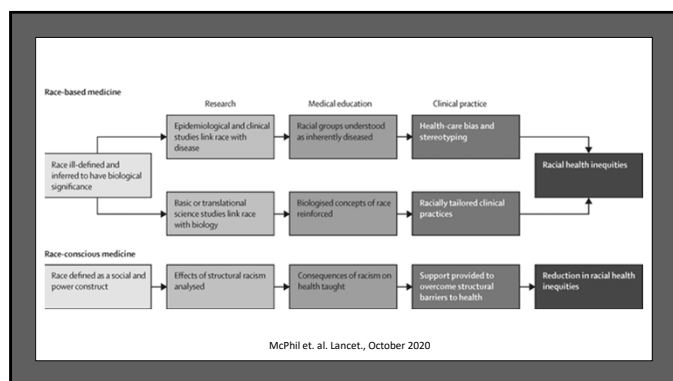 Race-based medicine
Research
Medical education
Clinical practice
Race ill-defined and
inferred to have biological
significance
Epidemiological and clinical
studies link race with
disease
Racial groups understood
as inherently diseased
Health-care bias and
stereotyping
Basic or translational
science studies link race
with biology
Biologised concepts of race
reinforced
Racially tailored clinical
practices
Racial health inequities
Race-conscious medicine
Race defined as a social and
power construct
Effects of structural racism
analysed
Consequences of racism on
health taught
Support provided to
overcome structural
barriers to health
Reduction in racial health
inequities
McPhil et. al. Lancet., October 2020